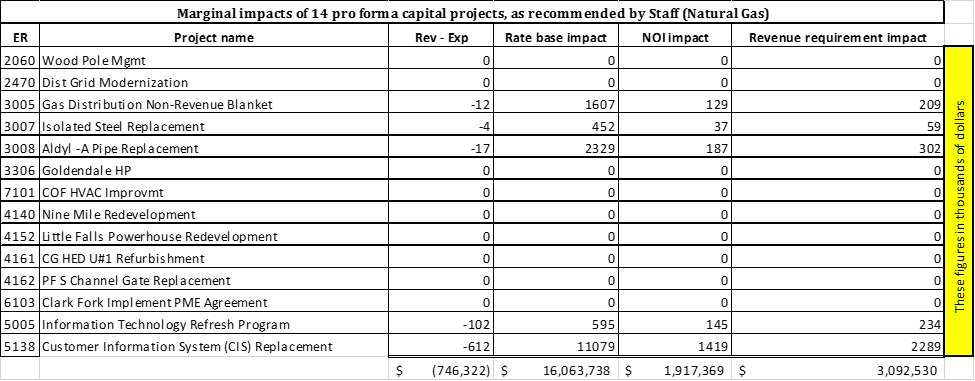 Marginal impacts of 14 pro forma capital projects, as recommended by Staff (Natural Gas)
ER Project name Rev - Exp Rate base impact NOI impact Revenue requirement impact
2060 Wood Pole Mgmt 0 0 0 0
2470 Dist Grid Modernization 0 0 0 0
3005 Gas Distribution Non-Revenue Blanket -12 1607 129 209
3007 Isolated Steel Replacement -4 452 37 59
3008 Aldyl -A Pipe Replacement -17 2329 187 302
3306 Goldendale HP 0 0 0 0
7101 COF HVAC Improvmt 0 0 0 0
4140 Nine Mile Redevelopment 0 0 0 0
4152 Little Falls Powerhouse Redevelopment 0 0 0 0
4161 CG HED U#1 Refurbishment 0 0 0 0
4162 PF S Channel Gate Replacement 0 0 0 0
6103 Clark Fork Implement PME Agreement 0 0 0 0
5005 Information Technology Refresh Program -102 595 145 234
5138 Customer Information System (CIS) Replacement -612 11079 1419 2289
$ (746,322) $ 16,063,738 $ 1,917,369 $ 3,092,530
These figures in thousands of dollars